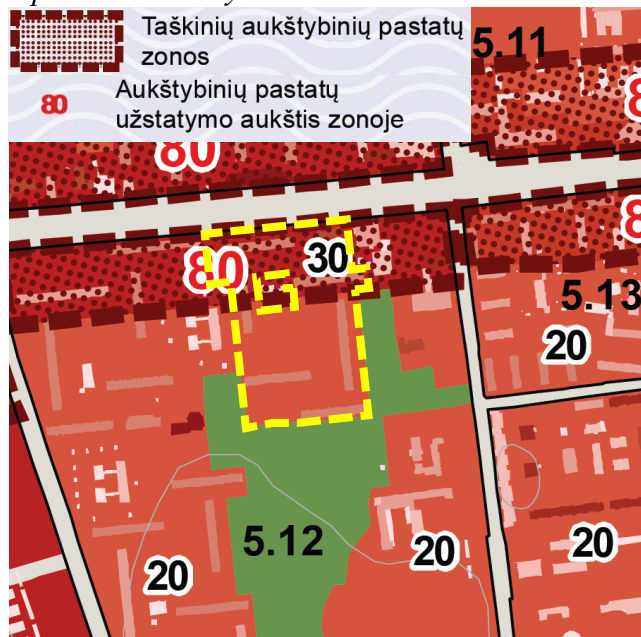 Taškinių aukštybinių pastatų
zonos
80 Aukštybinių pastatų
užstatymo aukštis zonoje
5.11
80
80
30
5.13
20
5.12
20
20
20